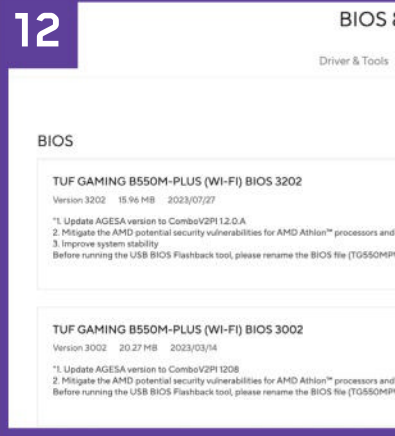 12
BIOS &
Driver & Tools
BIOS
TUF GAMING B550M-PLUS (WI-FI) BIOS 3202
Version 3202 15.96 MB 2023/07/27
"1. Update AGESA version to ComboV2PI 1.2.0.A
2. Mitigate the AMD potential security vulnerabilities for AMD Athlon™ processors and
3. Improve system stability
Before running the USB BIOS Flashback tool, please rename the BIOS file (TG550MP
TUF GAMING B550M-PLUS (WI-FI) BIOS 3002
Version 3002 20.27 MB 2023/03/14
"1. Update AGESA version to ComboV2PI 1208
2. Mitigate the AMD potential security vulnerabilities for AMD Athlon™ processors and
Before running the USB BIOS Flashback tool, please rename the BIOS file (TG550MP